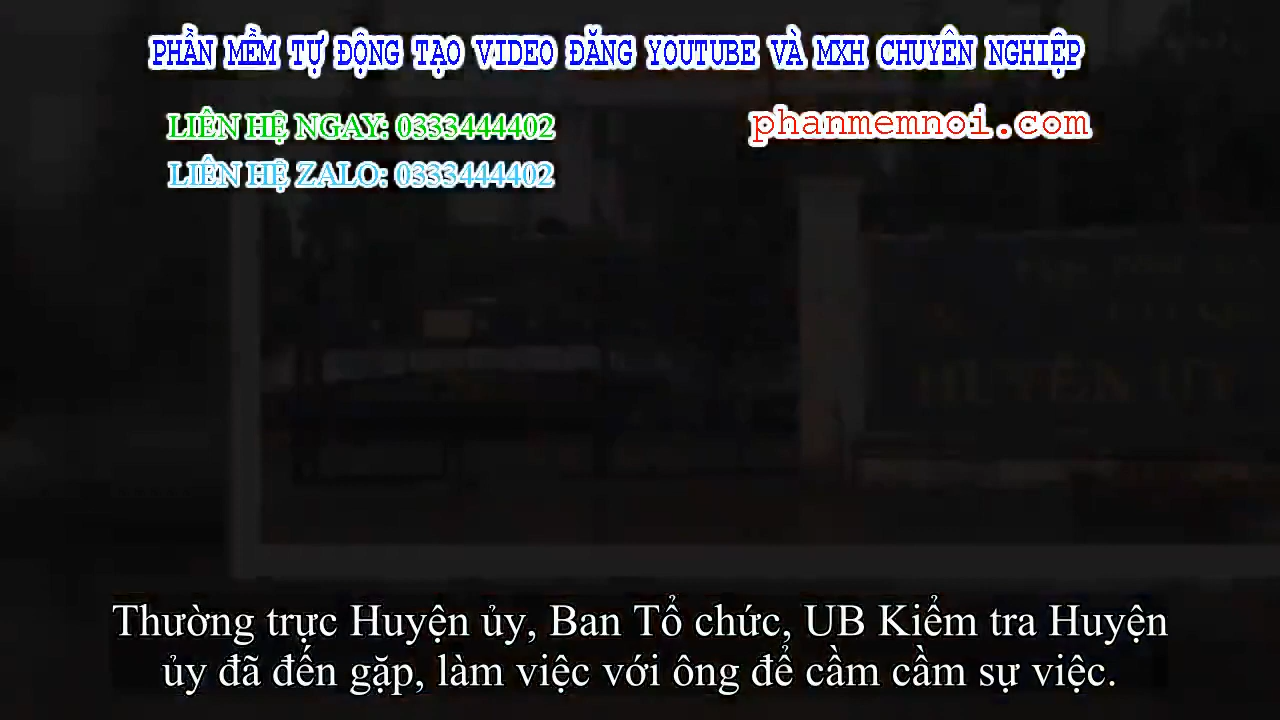 PHẦN MỀM TỰ ĐỘNG TẠO VIDEO ĐĂNG YOUTUBE VÀ MXH CHUYÊN NGHIỆP
LIÊN HỆ NGAY: 0333444402
phanmemnoi.com
LIÊN HỆ ZALO: 0333444402
HUYỆN ỦY
Thường trực Huyện ủy, Ban Tổ chức, UB Kiểm tra Huyện
ủy đã đến gặp, làm việc với ông để cầm cầm sự việc.